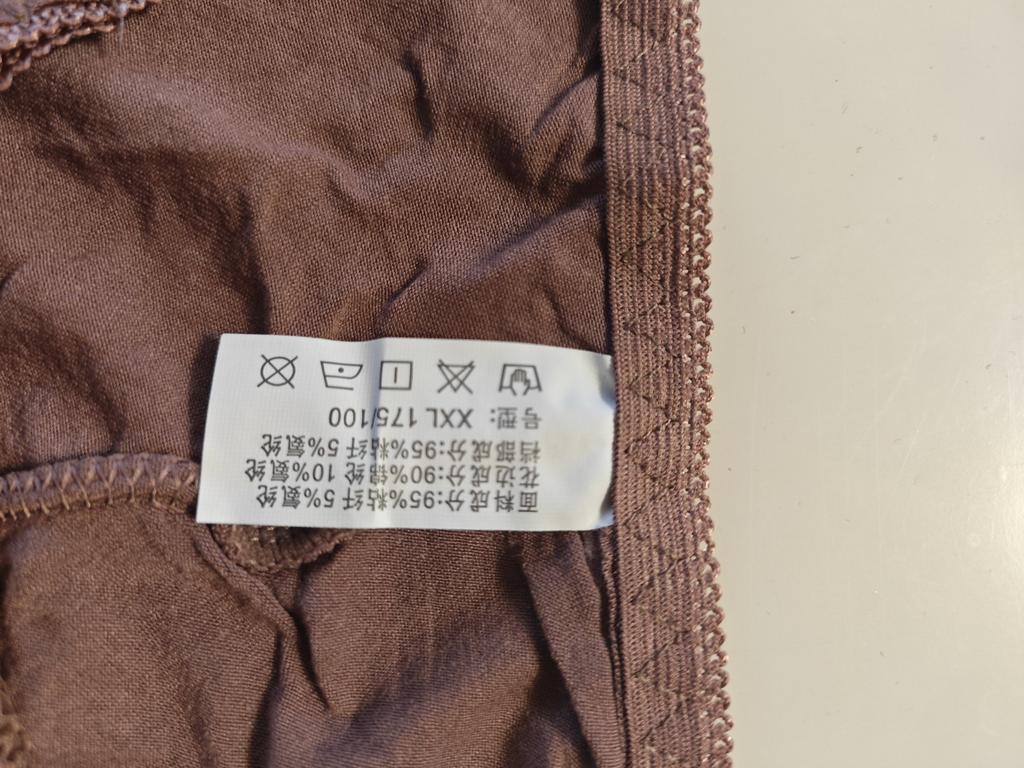 面料成分:95%粘纤 5%氨纶
花边成分:90%锦纶 10%氨纶
裆部成分:95%粘纤 5%氨纶
号型: XXL 175/100